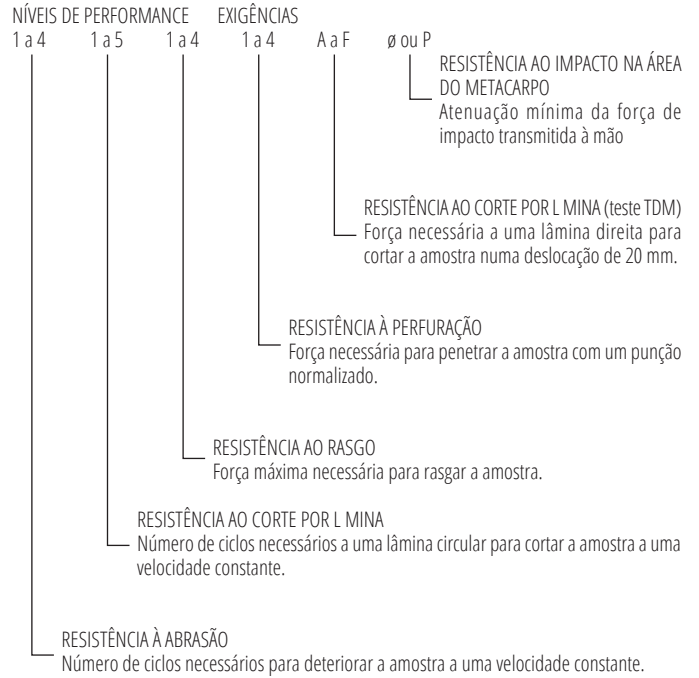 NÍVEIS DE PERFORMANCE EXIGÊNCIAS
1 a 4 1 a 5 1 a 4 1 a 4 A a F ø ou P
RESISTÊNCIA AO IMPACTO NA ÁREA
DO METACARPO
Atenuação mínima da força de
impacto transmitida à mão
RESISTÊNCIA AO CORTE POR L MINA (teste TDM)
Força necessária a uma lâmina direita para
cortar a amostra numa deslocação de 20 mm.
RESISTÊNCIA À PERFURAÇÃO
Força necessária para penetrar a amostra com um punção
normalizado.
RESISTÊNCIA AO RASGO
Força máxima necessária para rasgar a amostra.
RESISTÊNCIA AO CORTE POR L MINA
Número de ciclos necessários a uma lâmina circular para cortar a amostra a uma
velocidade constante.
RESISTÊNCIA À ABRASÃO
Número de ciclos necessários para deteriorar a amostra a uma velocidade constante.